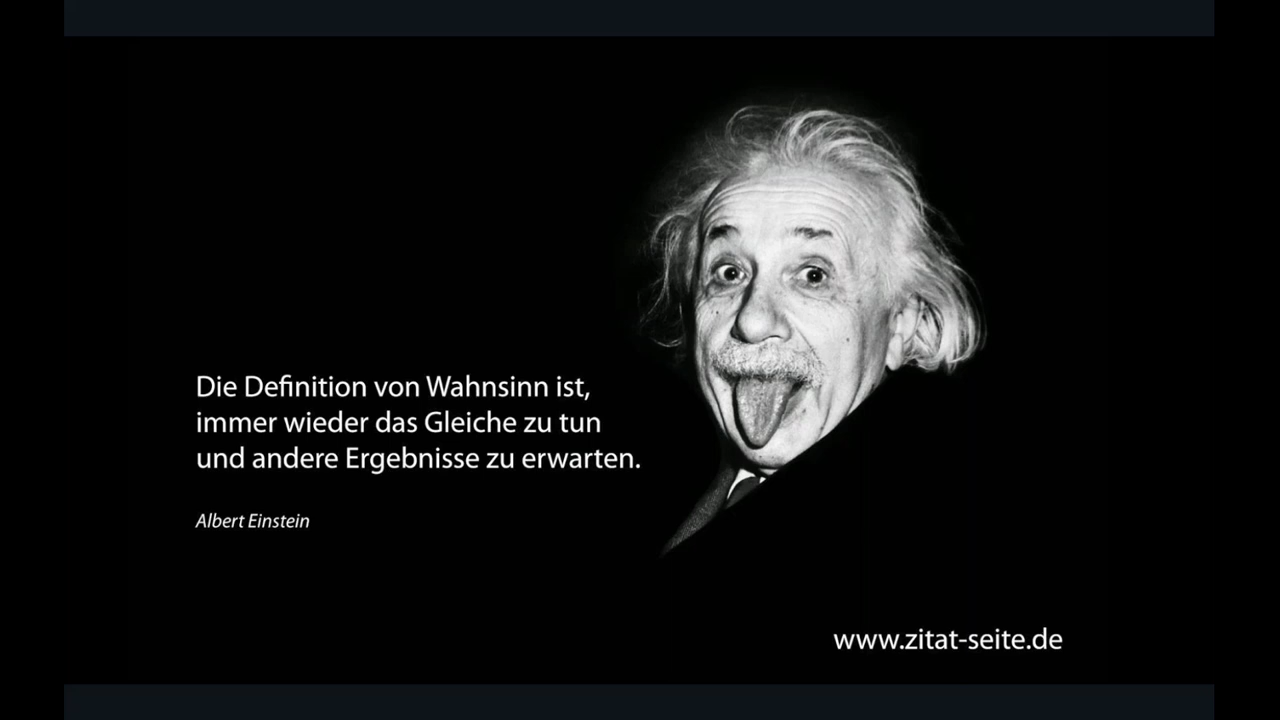 Die Definition von Wahnsinn ist,
immer wieder das Gleiche zu tun
und andere Ergebnisse zu erwarten.
Albert Einstein
www.zitat-seite.de